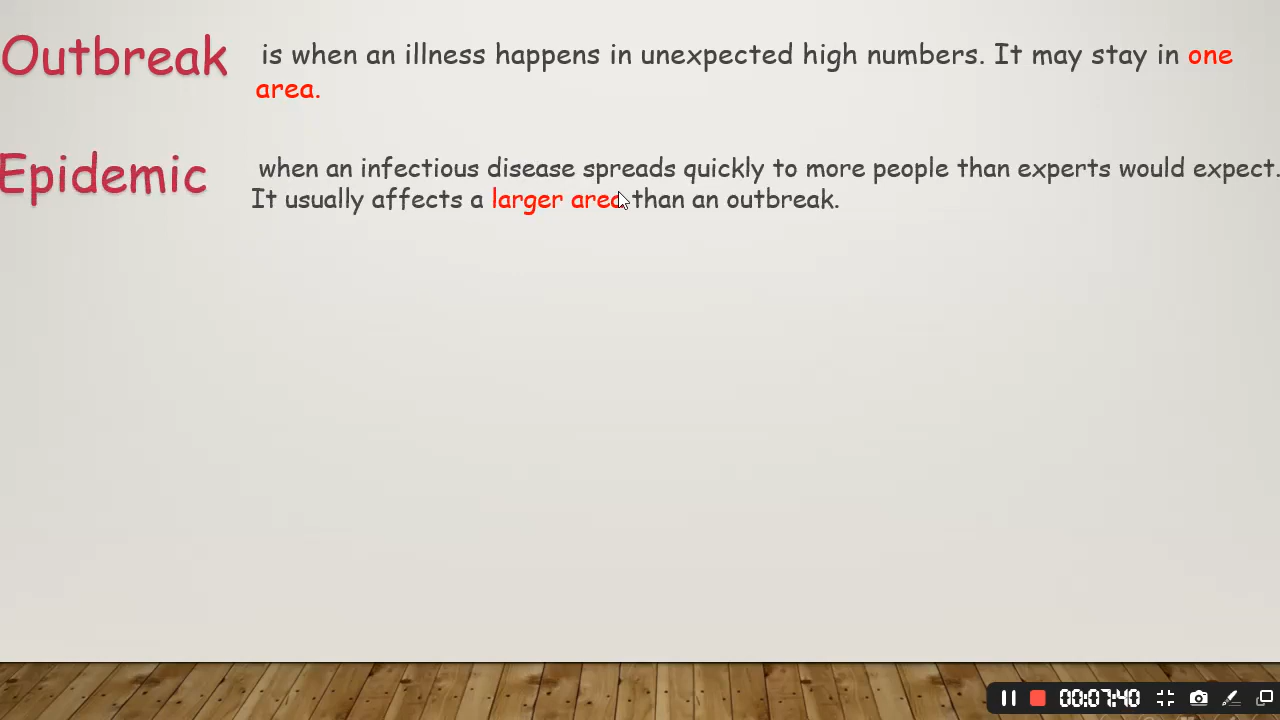 Outbreak is when an illness happens in unexpected high numbers. It may stay in one
area.
Epidemic when an infectious disease spreads quickly to more people than experts would expect.
It usually affects a larger area than an outbreak.
00:07:40